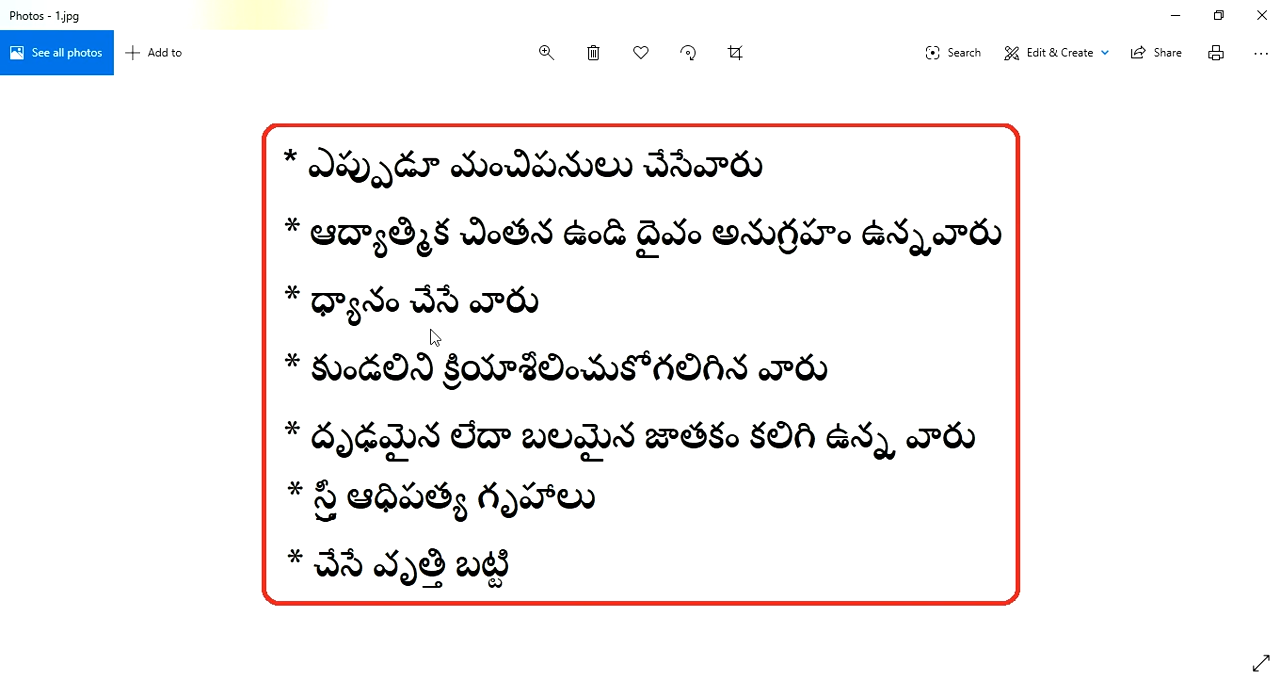 Photos - 1.jpg
See all photos
Add to
Search
Edit & Create
Share
* ఎప్పుడూ మంచిపనులు చేసేవారు
* ఆద్యాత్మిక చింతన ఉండి దైవం అనుగ్రహం ఉన్నవారు
* ధ్యానం చేసే వారు
* కుండలిని క్రియాశీలించుకోగలిగిన వారు
* దృఢమైన లేదా బలమైన జాతకం కలిగి ఉన్న వారు
* స్త్రీ ఆధిపత్య గృహాలు
* చేసే వృత్తి బట్టి